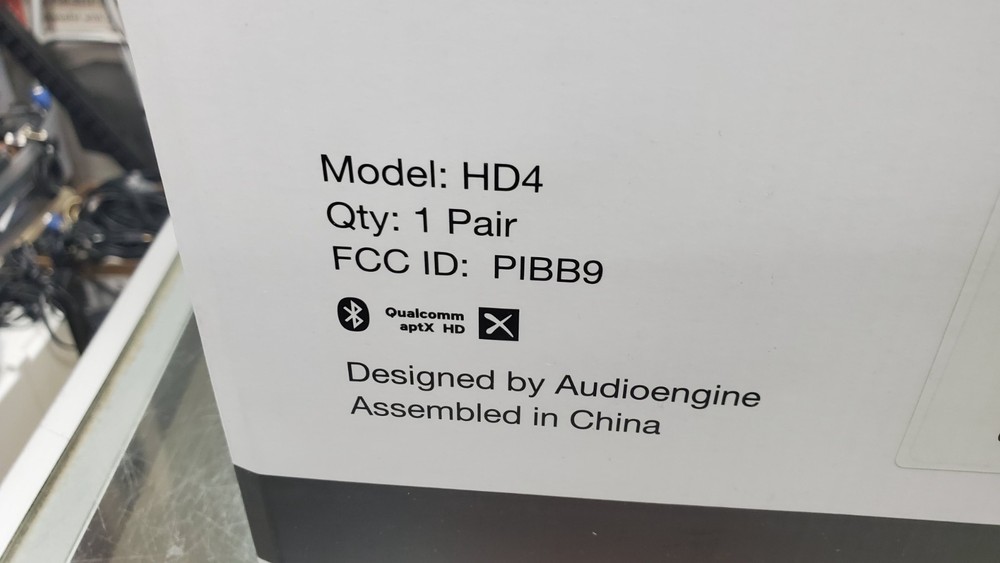 Model: HD4
Qty: 1 Pair
FCC ID: PIBB9
Qualcomm
aptX HD
Designed by Audioengine
Assembled in China